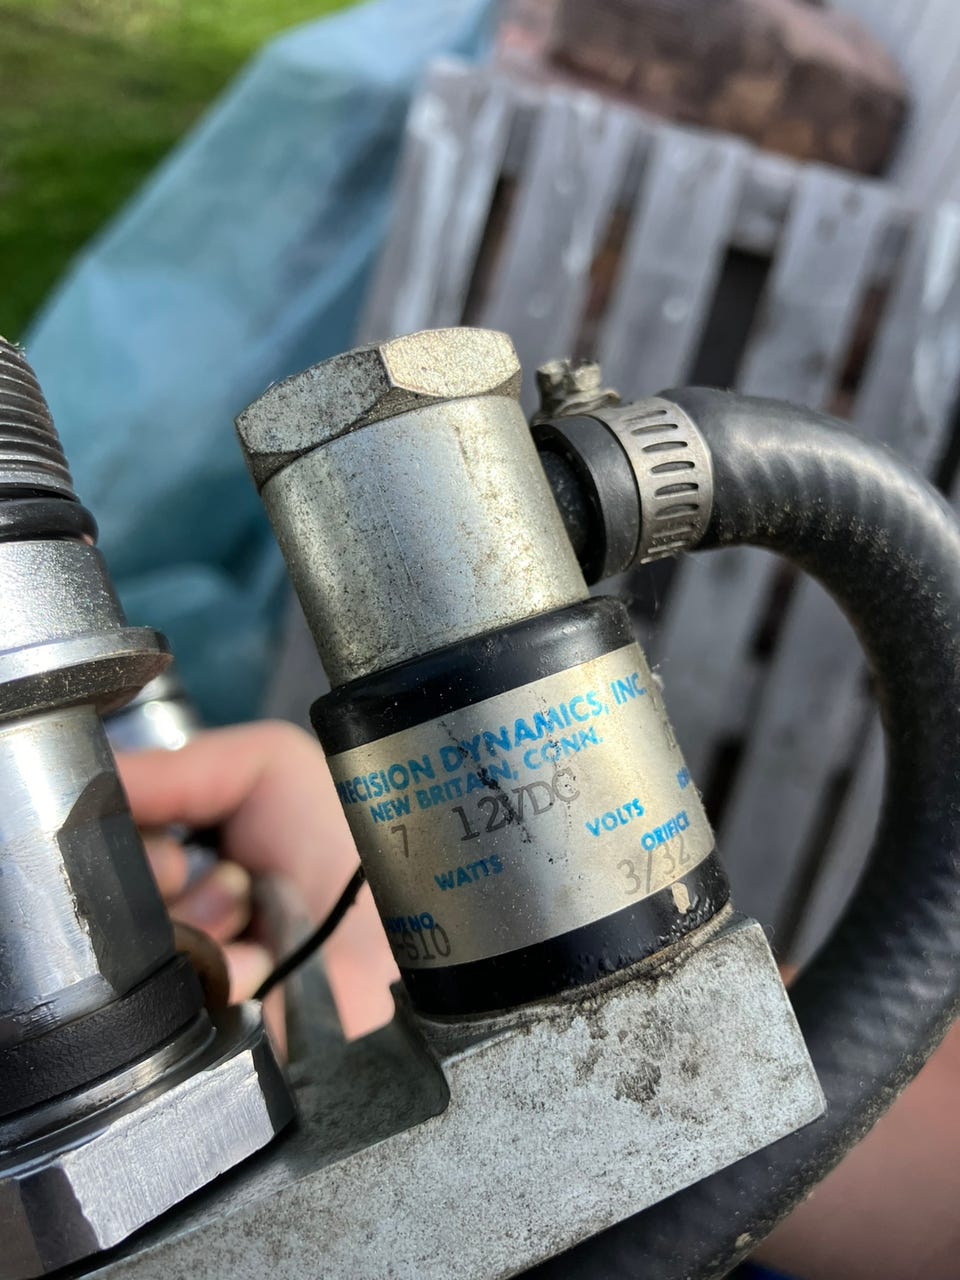 PRECISION DYNAMICS, INC.
NEW BRITAIN, CONN.
7 12VDC
WATTS VOLTS
ORIFICE
3/32